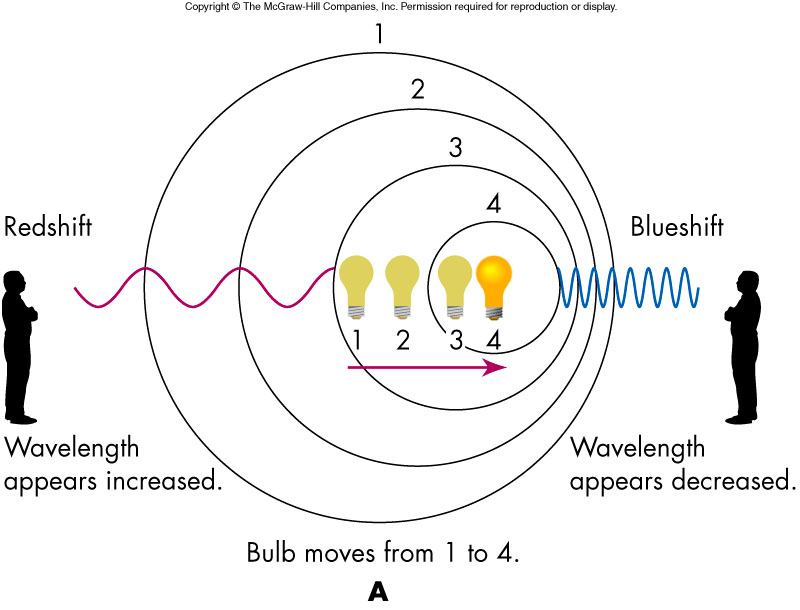 Copyright © The McGraw-Hill Companies, Inc. Permission required for reproduction or display.
1
2
3
4
Redshift
Blueshift
1 2 3 4
Wavelength
appears increased.
Wavelength
appears decreased.
Bulb moves from 1 to 4.
A